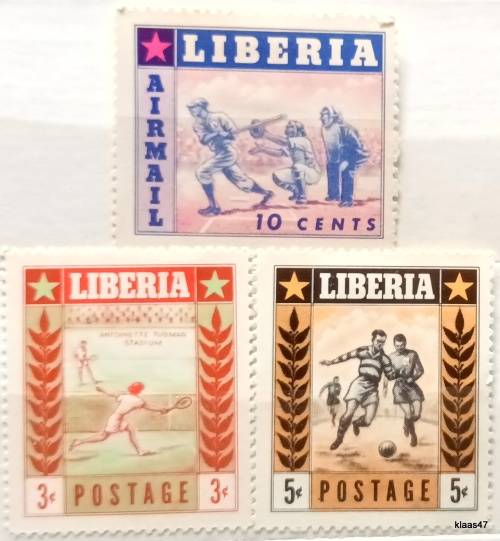 LIBERIA
AIRMAIL
10 CENTS
LIBERIA
ANTOINETTE TUBMAN
STADIUM
3¢ POSTAGE 3¢
LIBERIA
5¢ POSTAGE 5¢
klaas47